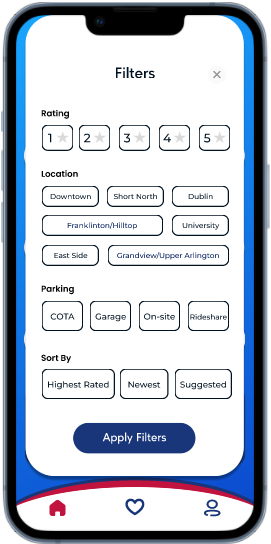 Filters
Rating
1 2 3 4 5
Location
Downtown Short North Dublin
Franklinton/Hilltop University
East Side Grandview/Upper Arlington
Parking
COTA Garage On-site Rideshare
Sort By
Highest Rated Newest Suggested
Apply Filters